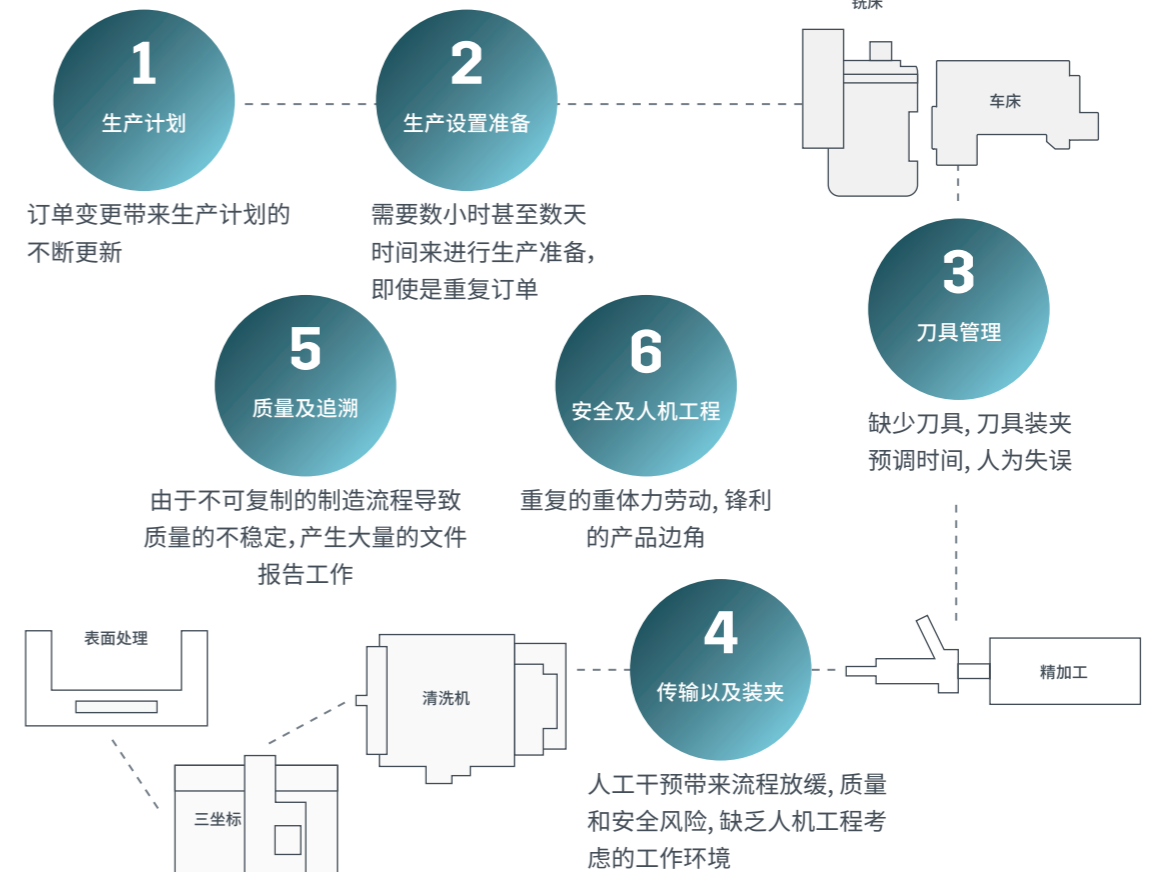 铣床
1
生产计划
订单变更带来生产计划的
不断更新
2
生产设置准备
需要数小时甚至数天
时间来进行生产准备，
即使是重复订单
车床
3
刀具管理
缺少刀具, 刀具装夹
预调时间, 人为失误
5
质量及追溯
由于不可复制的制造流程导致
质量的不稳定，产生大量的文件
报告工作
6
安全及人机工程
重复的重体力劳动, 锋利
的产品边角
4
传输以及装夹
人工干预带来流程放缓, 质量
和安全风险, 缺乏人机工程考
虑的工作环境
精加工
清洗机
表面处理
三坐标